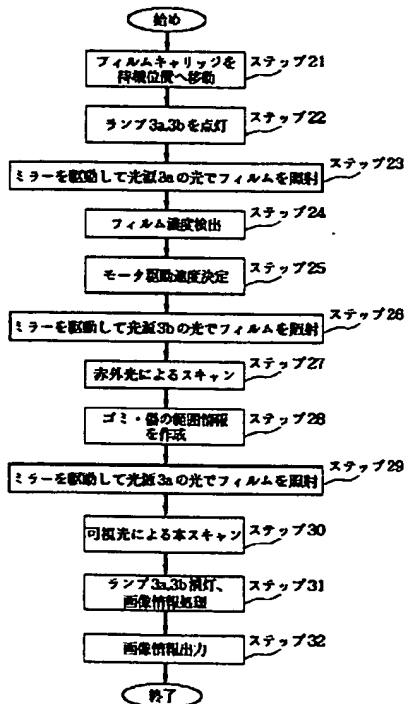 始め
フィルムキャリッジを
待機位置へ移動
ステップ21
ランプ3a,3bを点灯
ステップ22
ミラーを駆動して光源3aの光でフィルムを照射
ステップ23
フィルム濃度検出
ステップ24
モータ駆動速度決定
ステップ25
ミラーを駆動して光源3bの光でフィルムを照射
ステップ26
赤外光によるスキャン
ステップ27
ゴミ・傷の範囲情報
を作成
ステップ28
ミラーを駆動して光源3aの光でフィルムを照射
ステップ29
可視光による本スキャン
ステップ30
ランプ3a,3b消灯、
画像情報処理
ステップ31
画像情報出力
ステップ32
終了